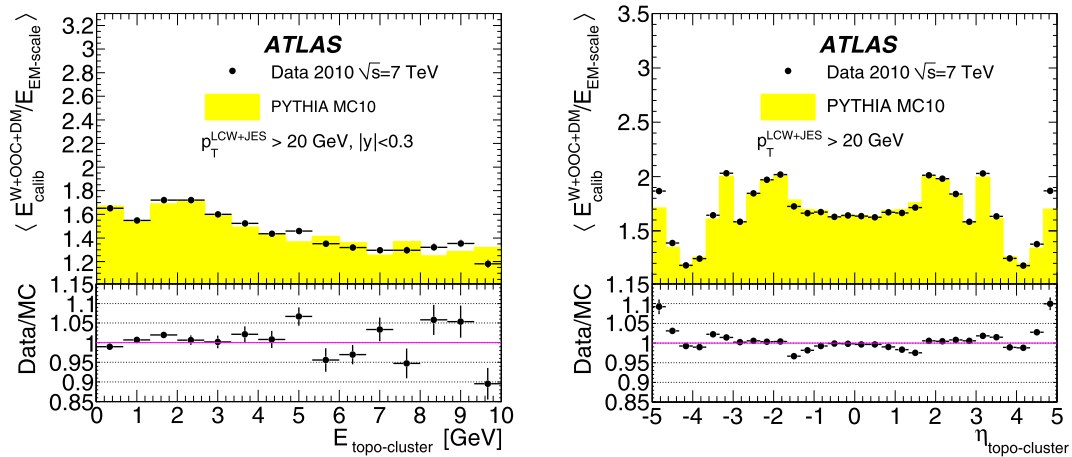 ATLAS
Data 2010 √s=7 TeV
PYTHIA MC10
p_T^LCW+JES > 20 GeV, |y|<0.3
⟨ E_calib^W+OOC+DM/E_EM-scale ⟩
3.2
3
2.8
2.6
2.4
2.2
2
1.8
1.6
1.4
1.2
Data/MC
1.15
1.1
1.05
1
0.95
0.9
0.85
0 1 2 3 4 5 6 7 8 9 10
E_topo-cluster [GeV]
ATLAS
Data 2010 √s=7 TeV
PYTHIA MC10
p_T^LCW+JES > 20 GeV
⟨ E_calib^W+OOC+DM/E_EM-scale ⟩
3.5
3
2.5
2
1.5
1
Data/MC
1.15
1.1
1.05
1
0.95
0.9
0.85
-5 -4 -3 -2 -1 0 1 2 3 4 5
η_topo-cluster